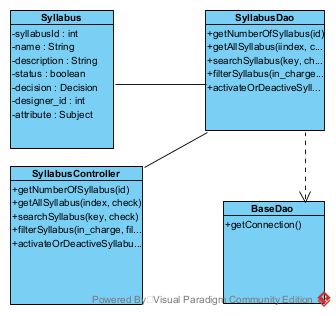 Syllabus
-syllabusId : int
-name : String
-description : String
-status : boolean
-decision : Decision
-designer_id : int
-attribute : Subject
SyllabusDao
+getNumberOfSyllabus(id)
+getAllSyllabus(iindex, c...
+searchSyllabus(key, ch...
+filterSyllabus(in_charge...
+activateOrDeactiveSyll...
SyllabusController
+getNumberOfSyllabus(id)
+getAllSyllabus(index, check)
+searchSyllabus(key, check)
+filterSyllabus(in_charge, fil...
+activateOrDeactiveSyllabu...
BaseDao
+getConnection()
Powered By Visual Paradigm Community Edition